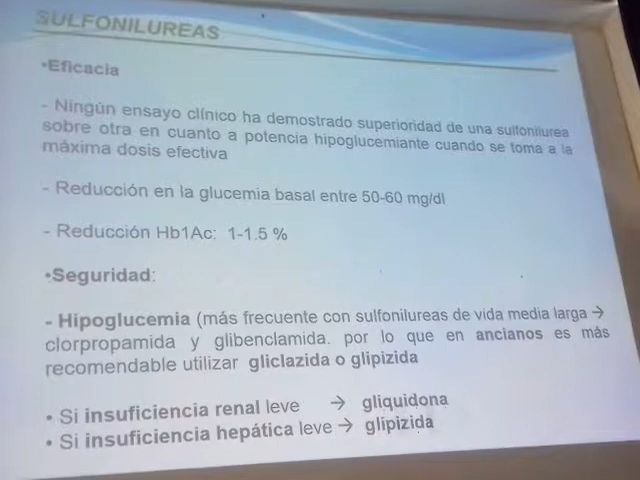 SULFONILUREAS
•Eficacia
- Ningún ensayo clínico ha demostrado superioridad de una sulfonilurea
sobre otra en cuanto a potencia hipoglucemiante cuando se toma a la
máxima dosis efectiva
- Reducción en la glucemia basal entre 50-60 mg/dl
- Reducción Hb1Ac: 1-1.5 %
•Seguridad:
- Hipoglucemia (más frecuente con sulfonilureas de vida media larga →
clorpropamida y glibenclamida. por lo que en ancianos es más
recomendable utilizar gliclazida o glipizida
• Si insuficiencia renal leve → gliquidona
• Si insuficiencia hepática leve → glipizida